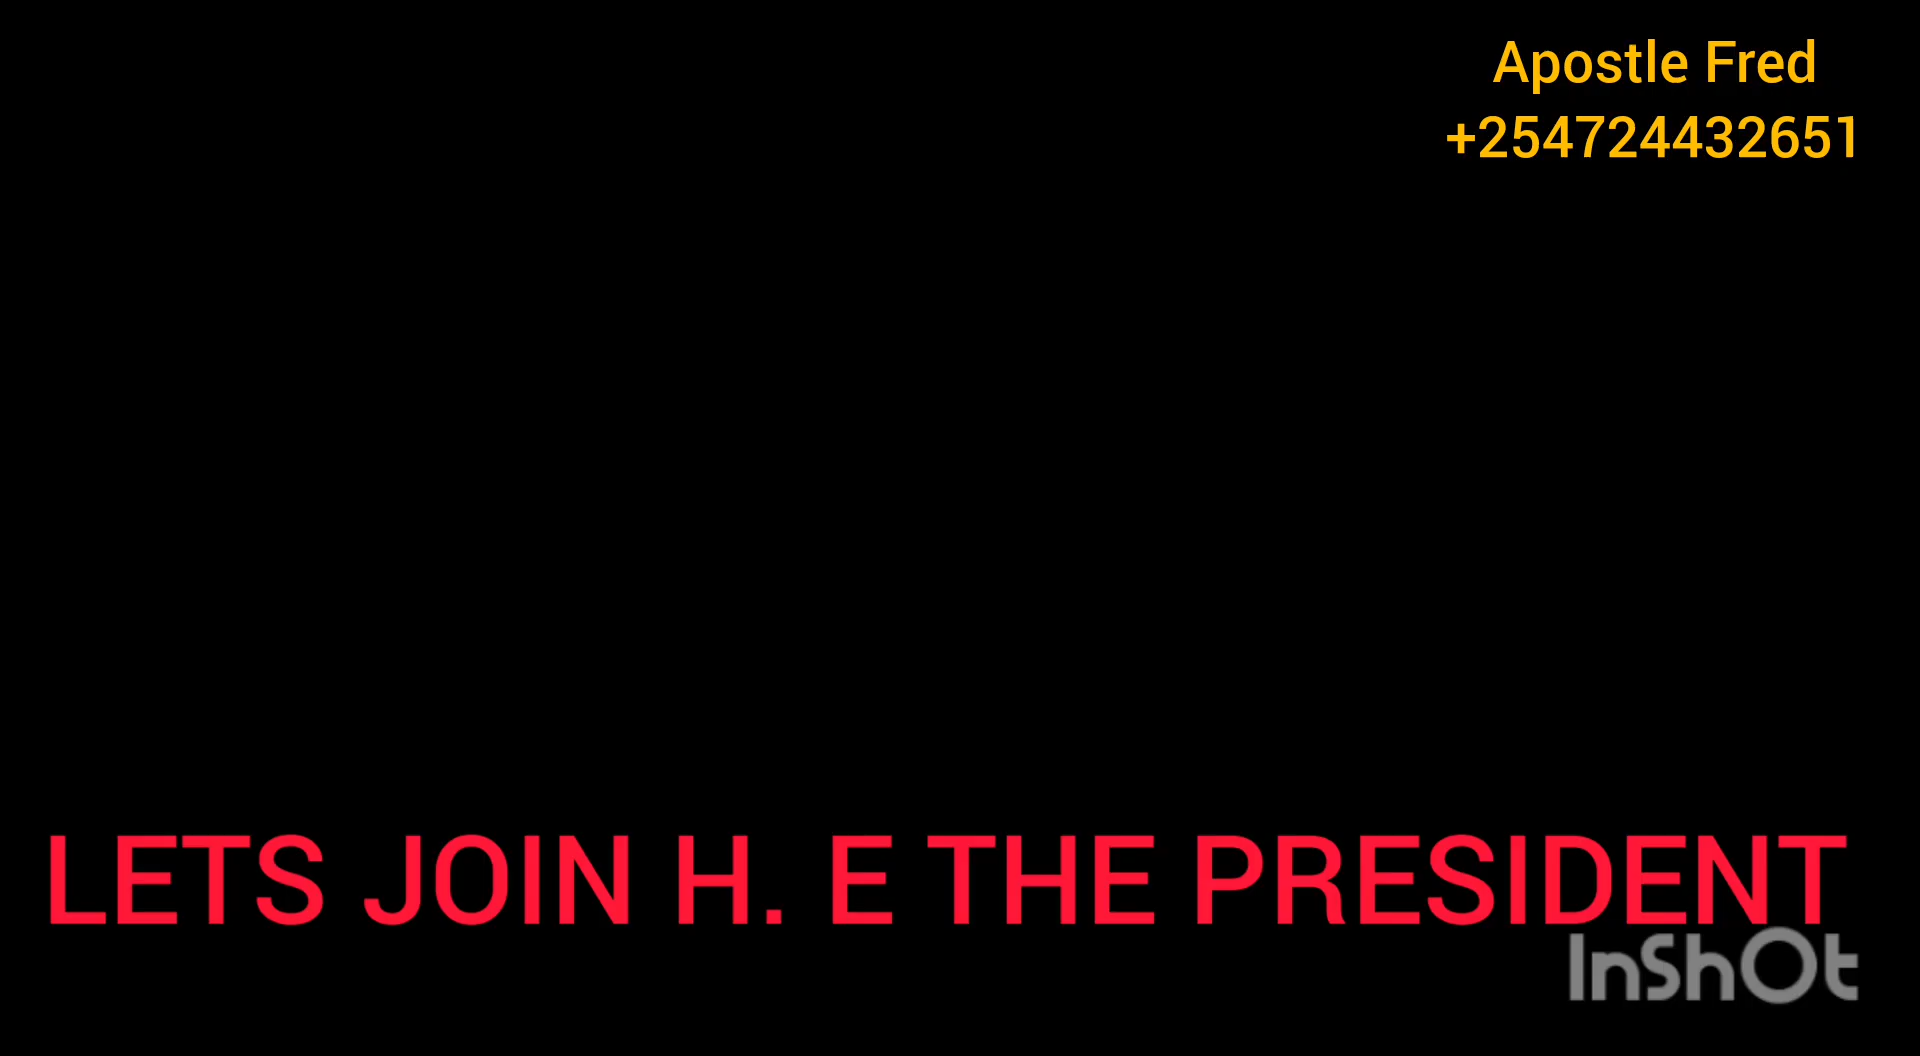 Apostle Fred
+254724432651
LETS JOIN H. E THE PRESIDENT
InShOt